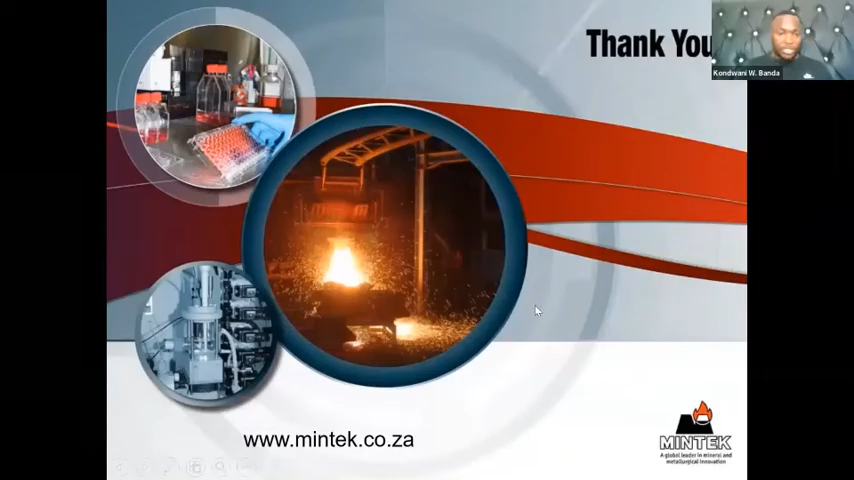 Thank You
Kondwani W. Banda
www.mintek.co.za
MINTEK
A global leader in mineral and
metallurgical innovation